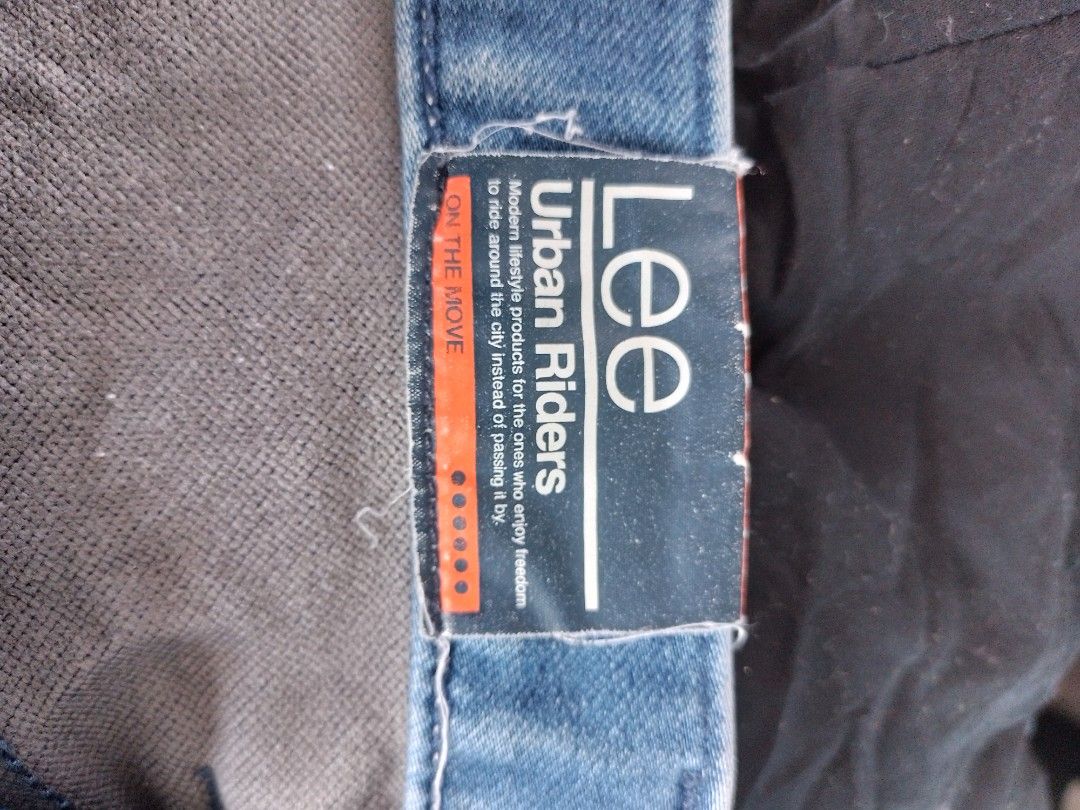 Lee
Urban Riders
Modern lifestyle products for the ones who enjoy freedom
to ride around the city instead of passing it by.
ON THE MOVE